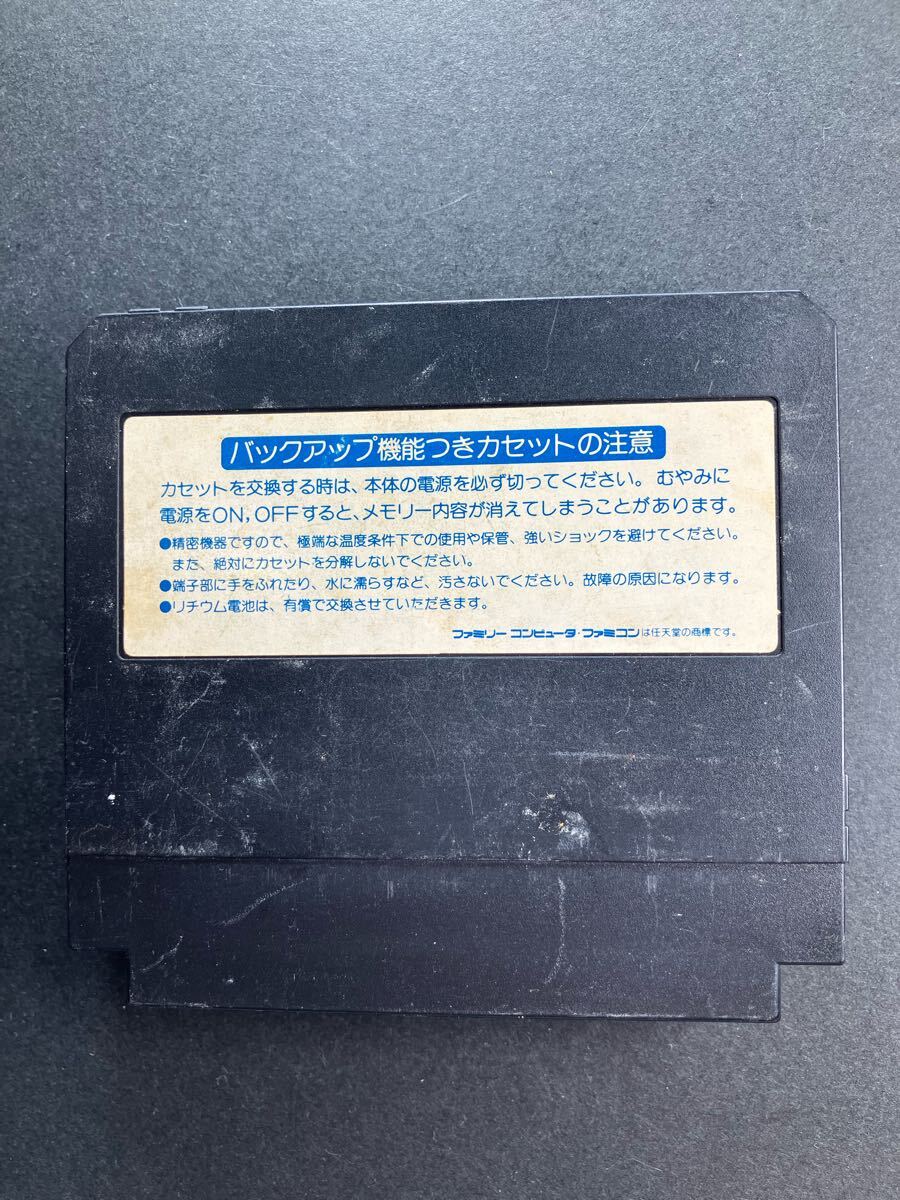 バックアップ機能つきカセットの注意
カセットを交換する時は、本体の電源を必ず切ってください。むやみに
電源をON,OFFすると、メモリー内容が消えてしまうことがあります。
●精密機器ですので、極端な温度条件下での使用や保管、強いショックを避けてください。
また、絶対にカセットを分解しないでください。
●端子部に手をふれたり、水に濡らすなど、汚さないでください。故障の原因になります。
●リチウム電池は、有償で交換させていただきます。
ファミリーコンピュータ・ファミコンは任天堂の商標です。